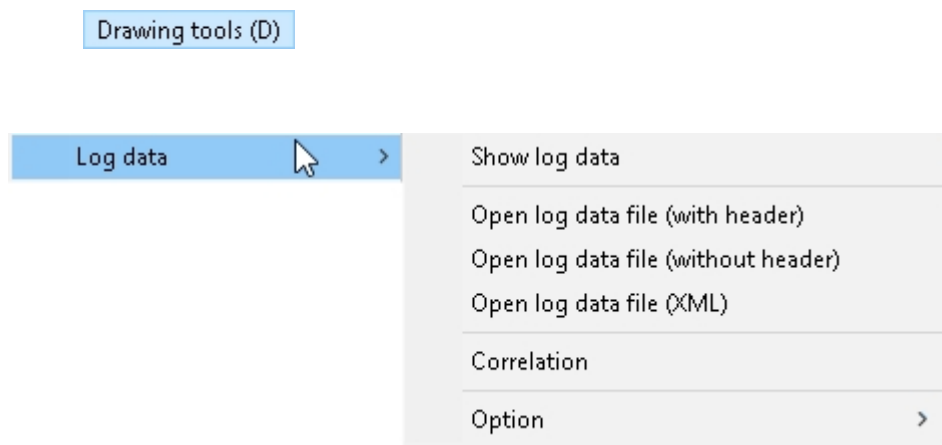 Drawing tools (D)
Log data
Show log data
Open log data file (with header)
Open log data file (without header)
Open log data file (XML)
Correlation
Option